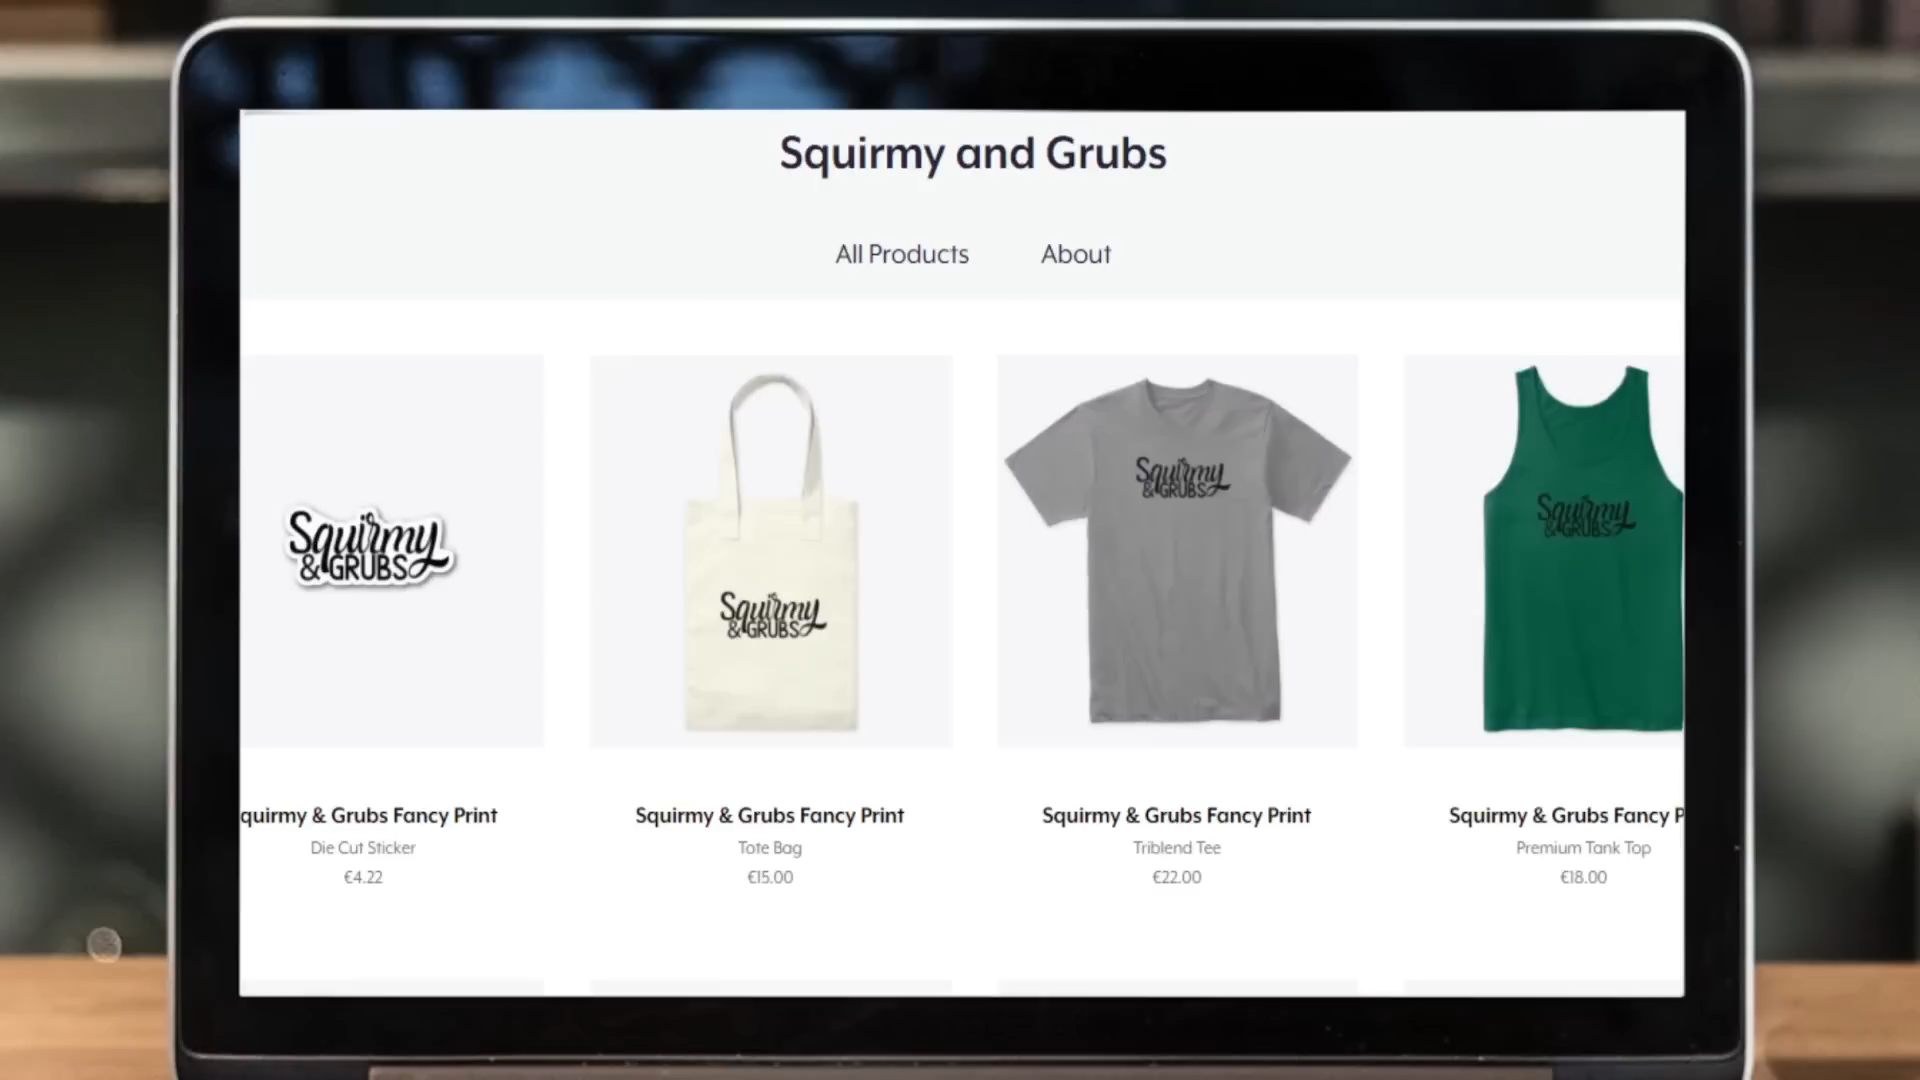 Squirmy and Grubs
All Products About
Squirmy
& GRUBS
Squirmy
& GRUBS
Squirmy
& GRUBS
Squirmy
& GRUBS
quirmy & Grubs Fancy Print
Die Cut Sticker
€4.22
Squirmy & Grubs Fancy Print
Tote Bag
€15.00
Squirmy & Grubs Fancy Print
Triblend Tee
€22.00
Squirmy & Grubs Fancy P
Premium Tank Top
€18.00